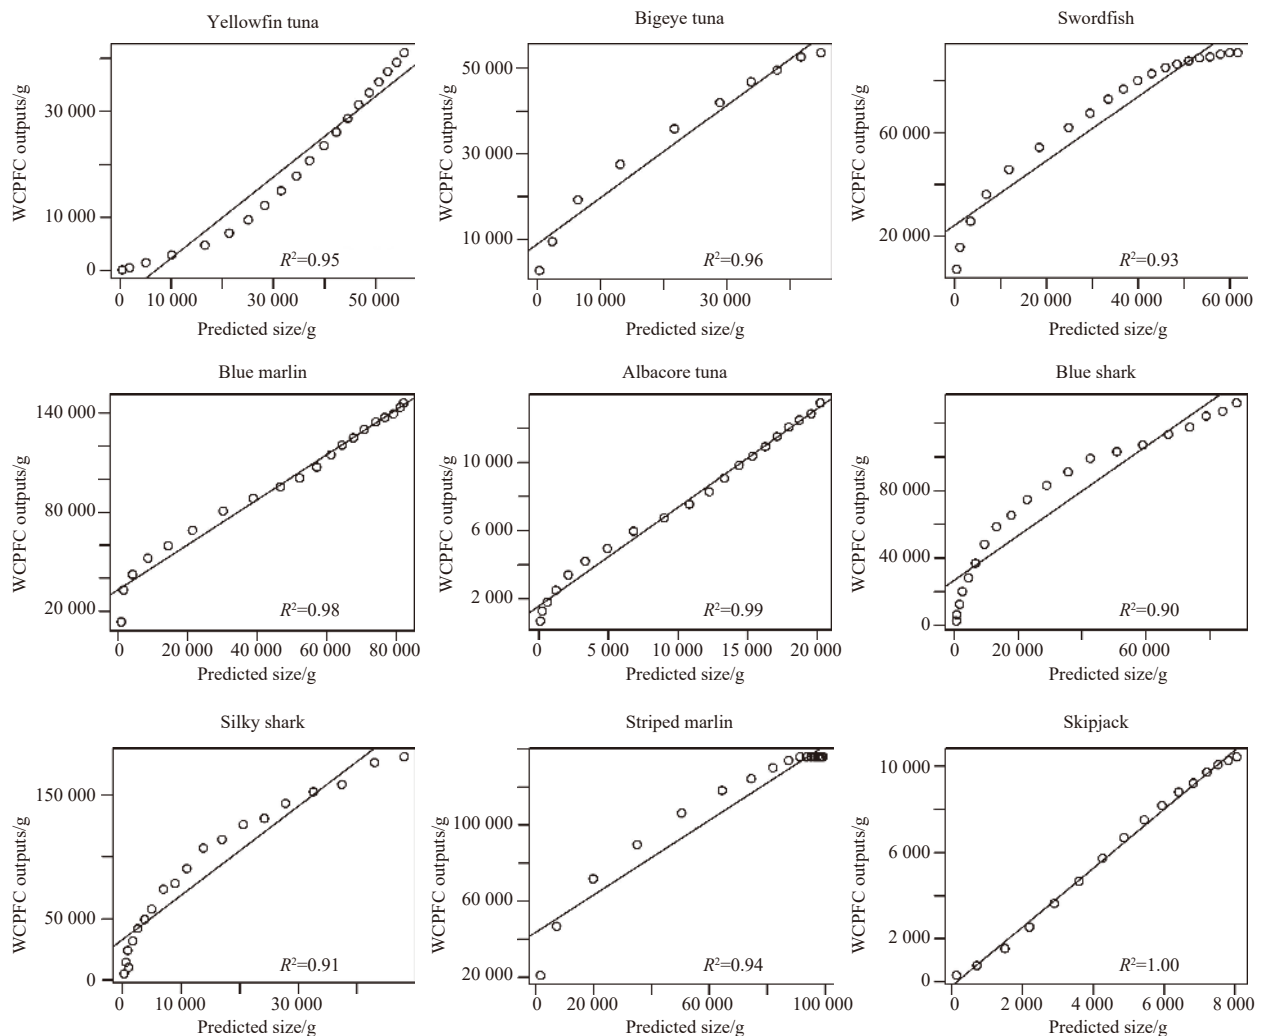 Yellowfin tuna
WCPFC outputs/g
30 000
10 000
0
R²=0.95
0 10 000 30 000 50 000
Predicted size/g
Bigeye tuna
WCPFC outputs/g
50 000
30 000
10 000
R²=0.96
0 10 000 30 000
Predicted size/g
Swordfish
WCPFC outputs/g
60 000
20 000
R²=0.93
0 20 000 40 000 60 000
Predicted size/g
Blue marlin
WCPFC outputs/g
140 000
80 000
20 000
R²=0.98
0 20 000 40 000 60 000 80 000
Predicted size/g
Albacore tuna
WCPFC outputs/g
10 000
6 000
2 000
R²=0.99
0 5 000 10 000 15 000 20 000
Predicted size/g
Blue shark
WCPFC outputs/g
80 000
40 000
0
R²=0.90
0 20 000 60 000
Predicted size/g
Silky shark
WCPFC outputs/g
150 000
50 000
0
R²=0.91
0 10 000 30 000
Predicted size/g
Striped marlin
WCPFC outputs/g
100 000
60 000
20 000
R²=0.94
0 20 000 60 000 100 000
Predicted size/g
Skipjack
WCPFC outputs/g
10 000
6 000
2 000
0
R²=1.00
0 2 000 4 000 6 000 8 000
Predicted size/g